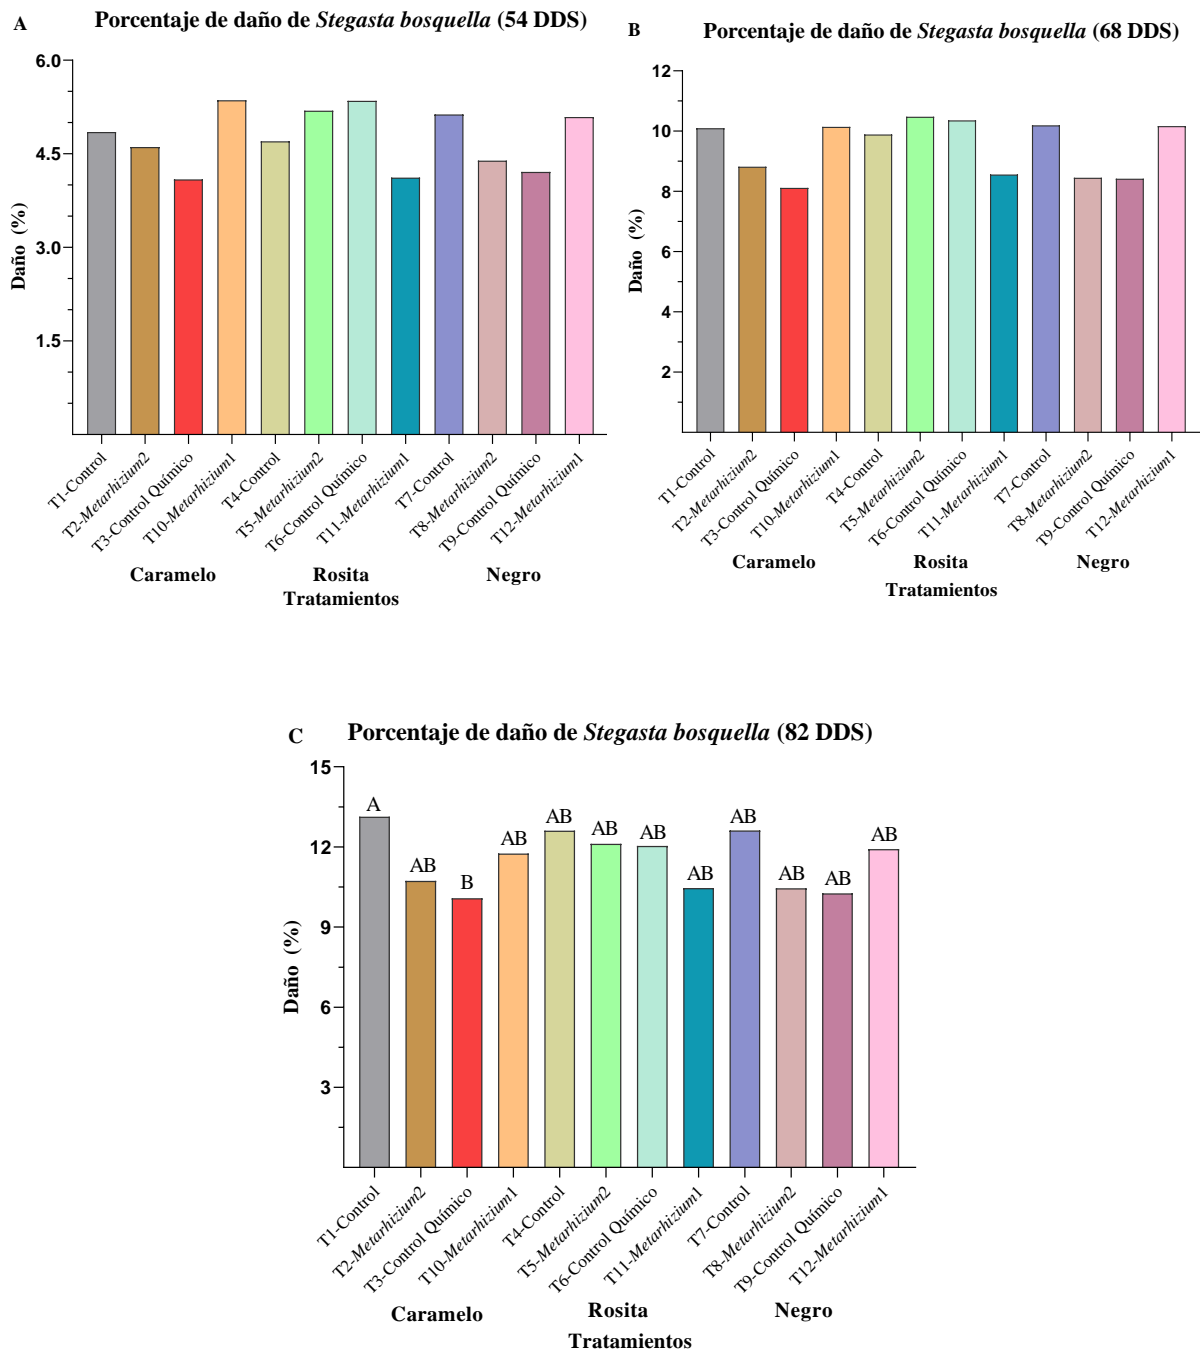 A Porcentaje de daño de Stegasta bosquella (54 DDS)
6.0
4.5
3.0
1.5
Daño (%)
T1-Control
T2-Metarhizium2
T3-Control Químico
T10-Metarhizium1
T4-Control
T5-Metarhizium2
T6-Control Químico
T11-Metarhizium1
T7-Control
T8-Metarhizium2
T9-Control Químico
T12-Metarhizium1
Caramelo Rosita Negro
Tratamientos
B Porcentaje de daño de Stegasta bosquella (68 DDS)
12
10
8
6
4
2
Daño (%)
T1-Control
T2-Metarhizium2
T3-Control Químico
T10-Metarhizium1
T4-Control
T5-Metarhizium2
T6-Control Químico
T11-Metarhizium1
T7-Control
T8-Metarhizium2
T9-Control Químico
T12-Metarhizium1
Caramelo Rosita Negro
Tratamientos
C Porcentaje de daño de Stegasta bosquella (82 DDS)
15
12
9
6
3
Daño (%)
A AB B AB AB AB AB AB AB AB AB AB
T1-Control
T2-Metarhizium2
T3-Control Químico
T10-Metarhizium1
T4-Control
T5-Metarhizium2
T6-Control Químico
T11-Metarhizium1
T7-Control
T8-Metarhizium2
T9-Control Químico
T12-Metarhizium1
Caramelo Rosita Negro
Tratamientos